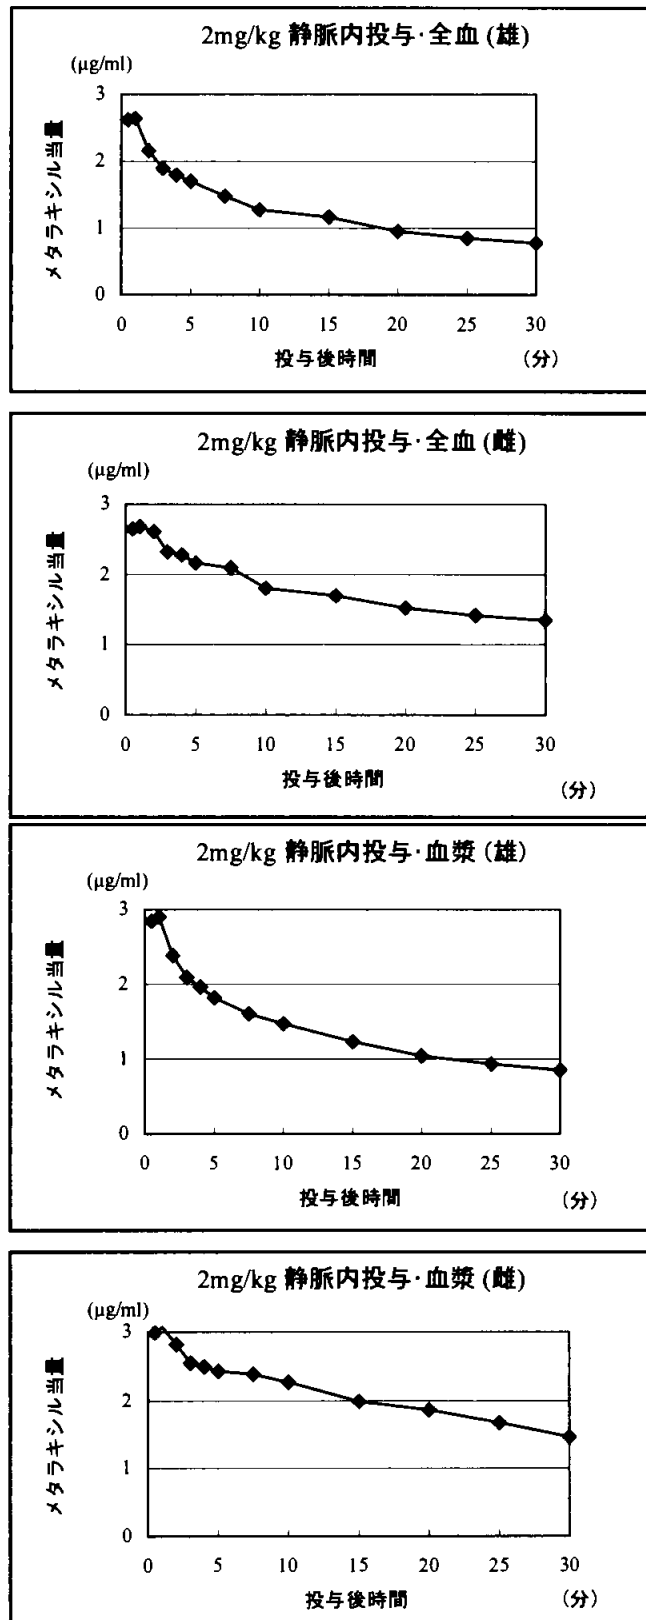 2mg/kg 静脈内投与・全血 (雄)
(μg/ml)
メタラキシル当量
3
2
1
0
0 5 10 15 20 25 30
投与後時間 (分)
2mg/kg 静脈内投与・全血 (雌)
(μg/ml)
メタラキシル当量
3
2
1
0
0 5 10 15 20 25 30
投与後時間 (分)
2mg/kg 静脈内投与・血漿 (雄)
(μg/ml)
メタラキシル当量
3
2
1
0
0 5 10 15 20 25 30
投与後時間 (分)
2mg/kg 静脈内投与・血漿 (雌)
(μg/ml)
メタラキシル当量
3
2
1
0
0 5 10 15 20 25 30
投与後時間 (分)